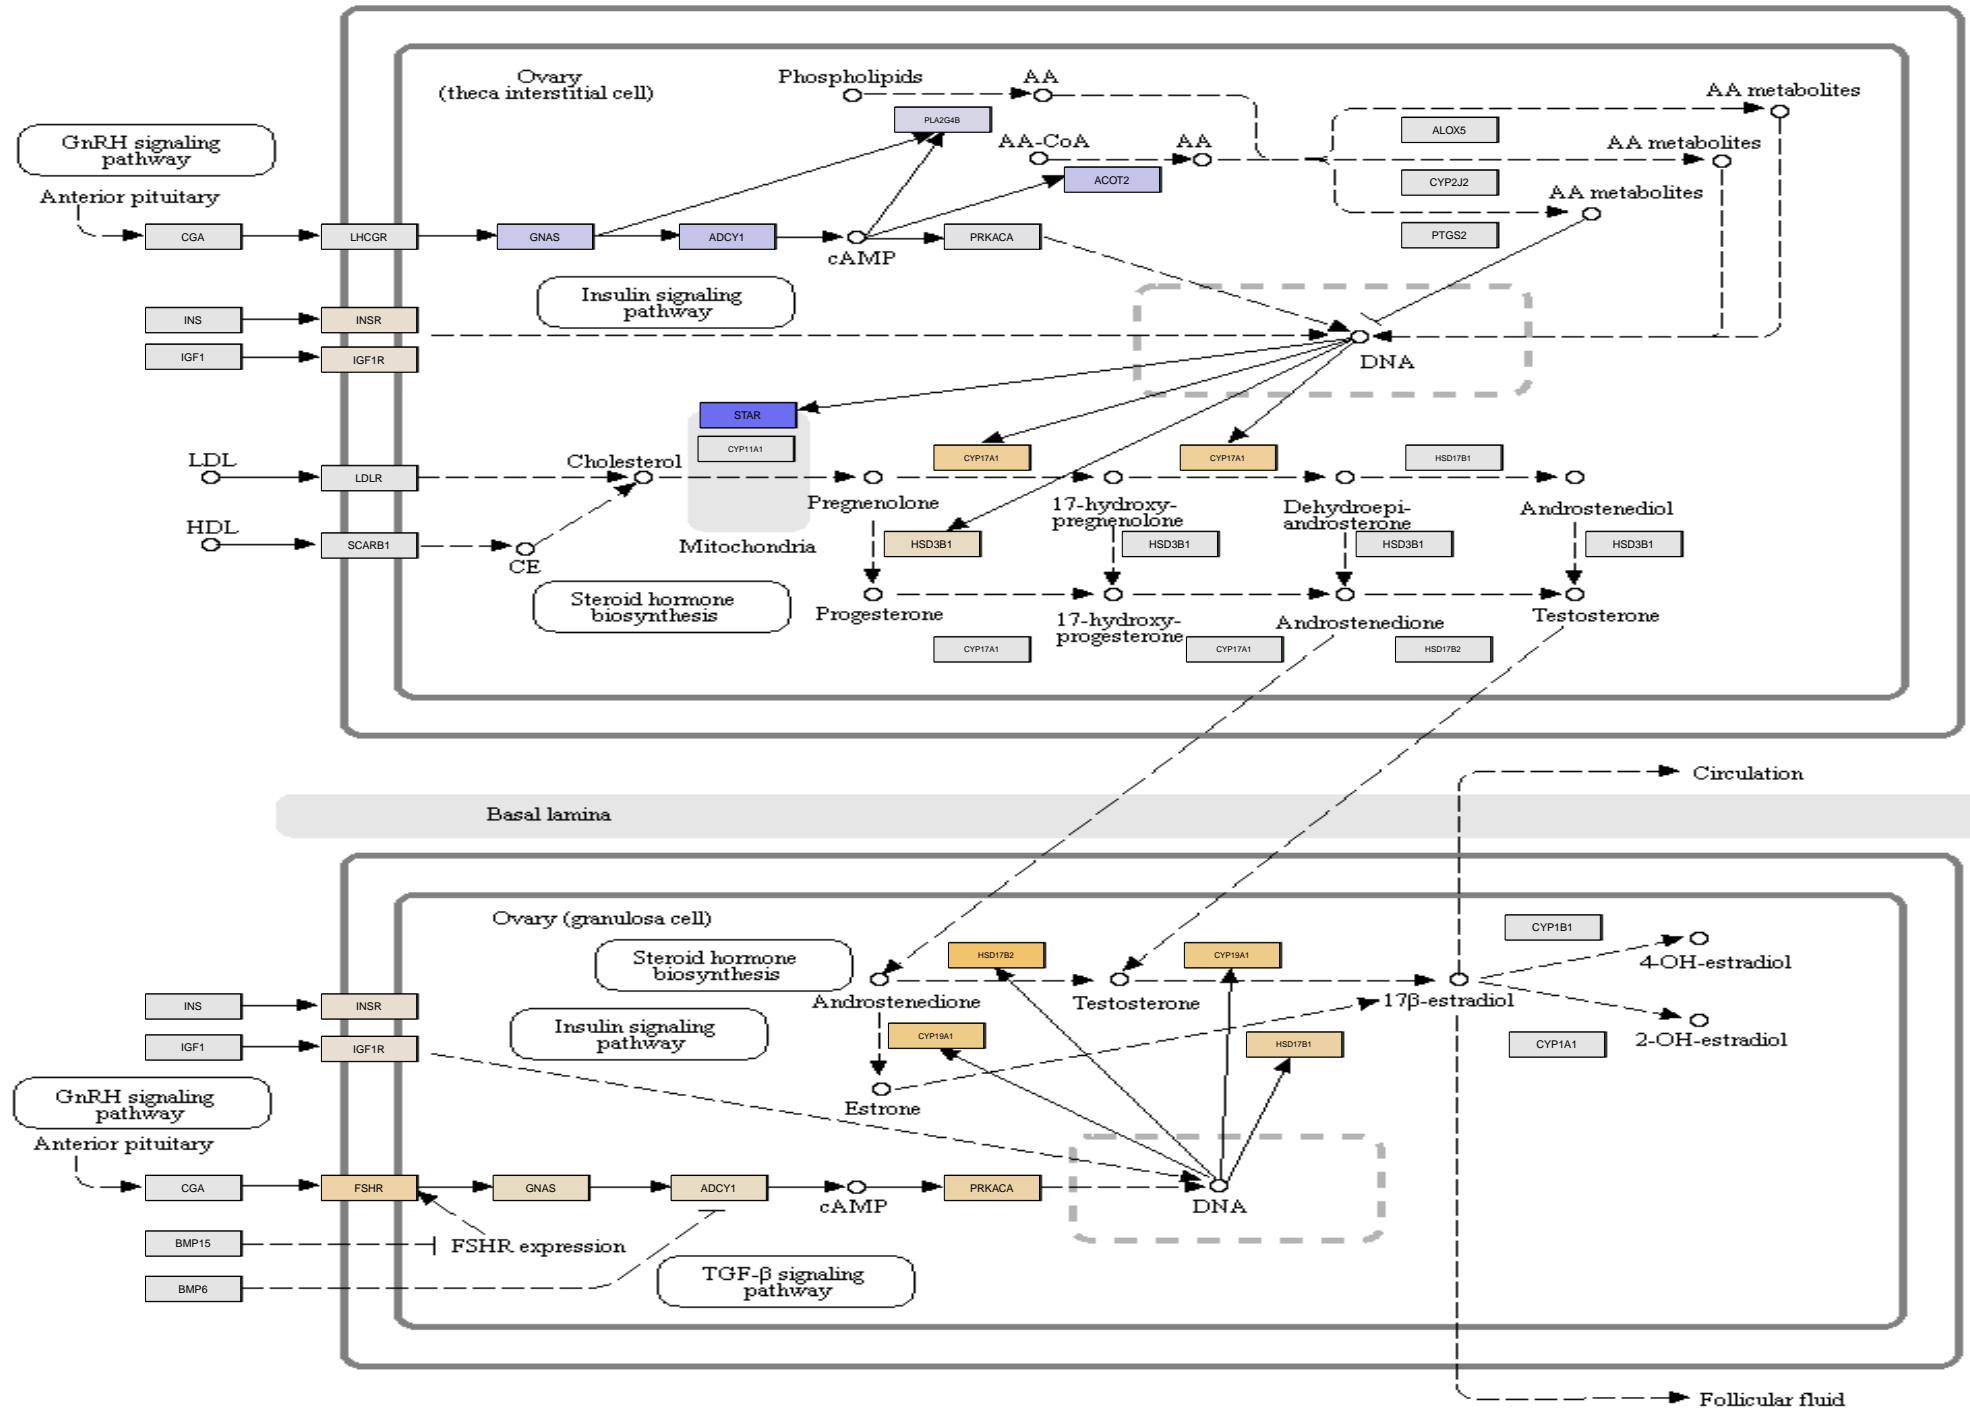 Ovary
(theca interstitial cell)
Phospholipids
AA
AA metabolites
PLA2G4B
ALOX5
GnRH signaling
pathway
AA-CoA
AA
AA metabolites
ACOT2
CYP2J2
AA metabolites
Anterior pituitary
CGA
LHCGR
GNAS
ADCY1
cAMP
PRKACA
PTGS2
Insulin signaling
pathway
INS
INSR
IGF1
IGF1R
DNA
STAR
CYP11A1
CYP17A1
CYP17A1
HSD17B1
LDL
LDLR
Cholesterol
Pregnenolone
17-hydroxy-
pregnenolone
Dehydroepi-
androsterone
Androstenediol
HDL
SCARB1
CE
Mitochondria
HSD3B1
HSD3B1
HSD3B1
HSD3B1
Steroid hormone
biosynthesis
Progesterone
17-hydroxy-
progesterone
Androstenedione
Testosterone
CYP17A1
CYP17A1
HSD17B2
Circulation
Basal lamina
Ovary (granulosa cell)
CYP1B1
Steroid hormone
biosynthesis
HSD17B2
CYP19A1
4-OH-estradiol
INS
INSR
Androstenedione
Testosterone
17β-estradiol
Insulin signaling
pathway
CYP19A1
HSD17B1
CYP1A1
2-OH-estradiol
IGF1
IGF1R
GnRH signaling
pathway
Estrone
Anterior pituitary
CGA
FSHR
GNAS
ADCY1
cAMP
PRKACA
DNA
BMP15
FSHR expression
BMP6
TGF-β signaling
pathway
Follicular fluid